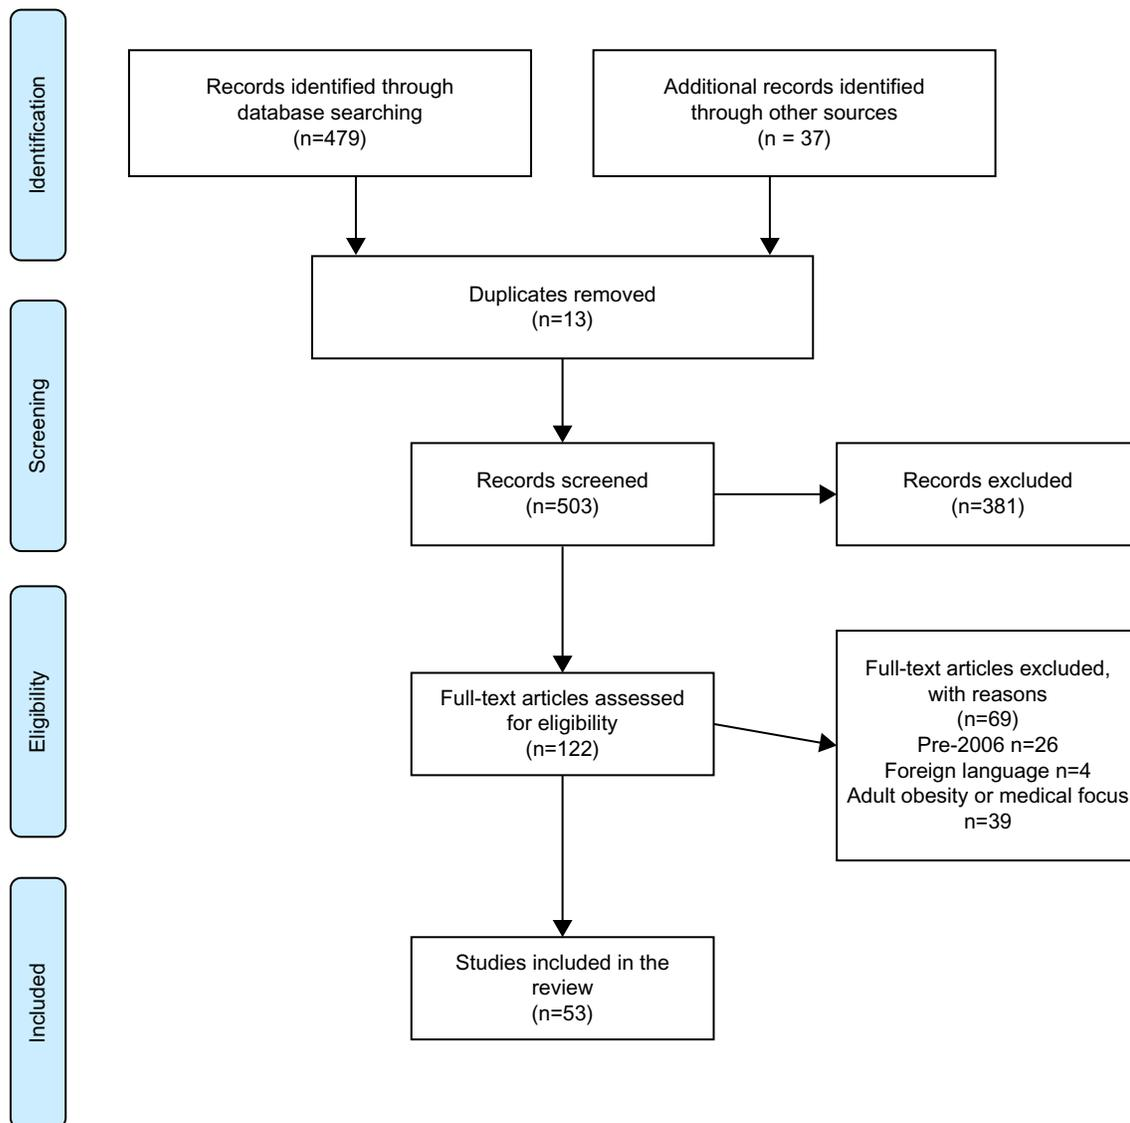 Identification
Records identified through
database searching
(n=479)
Additional records identified
through other sources
(n = 37)
Duplicates removed
(n=13)
Screening
Records screened
(n=503)
Records excluded
(n=381)
Eligibility
Full-text articles assessed
for eligibility
(n=122)
Full-text articles excluded,
with reasons
(n=69)
Pre-2006 n=26
Foreign language n=4
Adult obesity or medical focus
n=39
Included
Studies included in the
review
(n=53)